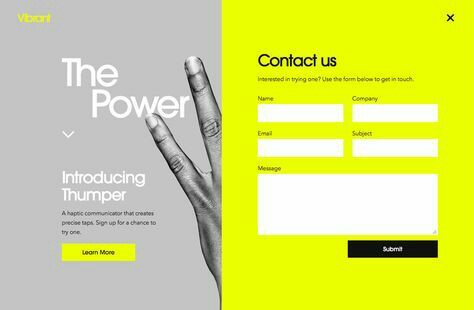 Vibrant
The
Power
Introducing
Thumper
A haptic communicator that creates
precise taps. Sign up for a chance to
try one.
Learn More
Contact us
Interested in trying one? Use the form below to get in touch.
Name
Company
Email
Subject
Message
Submit